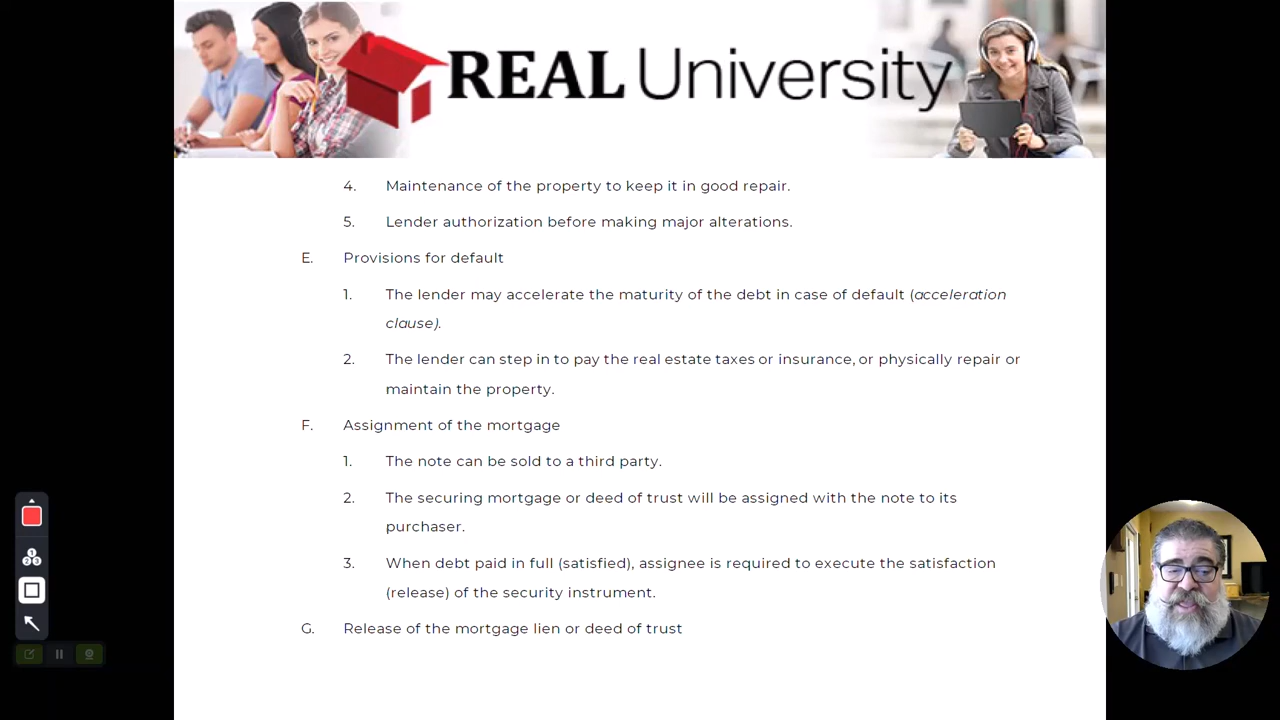 REAL University
4. Maintenance of the property to keep it in good repair.
5. Lender authorization before making major alterations.
E. Provisions for default
1. The lender may accelerate the maturity of the debt in case of default (acceleration
clause).
2. The lender can step in to pay the real estate taxes or insurance, or physically repair or
maintain the property.
F. Assignment of the mortgage
1. The note can be sold to a third party.
2. The securing mortgage or deed of trust will be assigned with the note to its
purchaser.
3. When debt paid in full (satisfied), assignee is required to execute the satisfaction
(release) of the security instrument.
G. Release of the mortgage lien or deed of trust